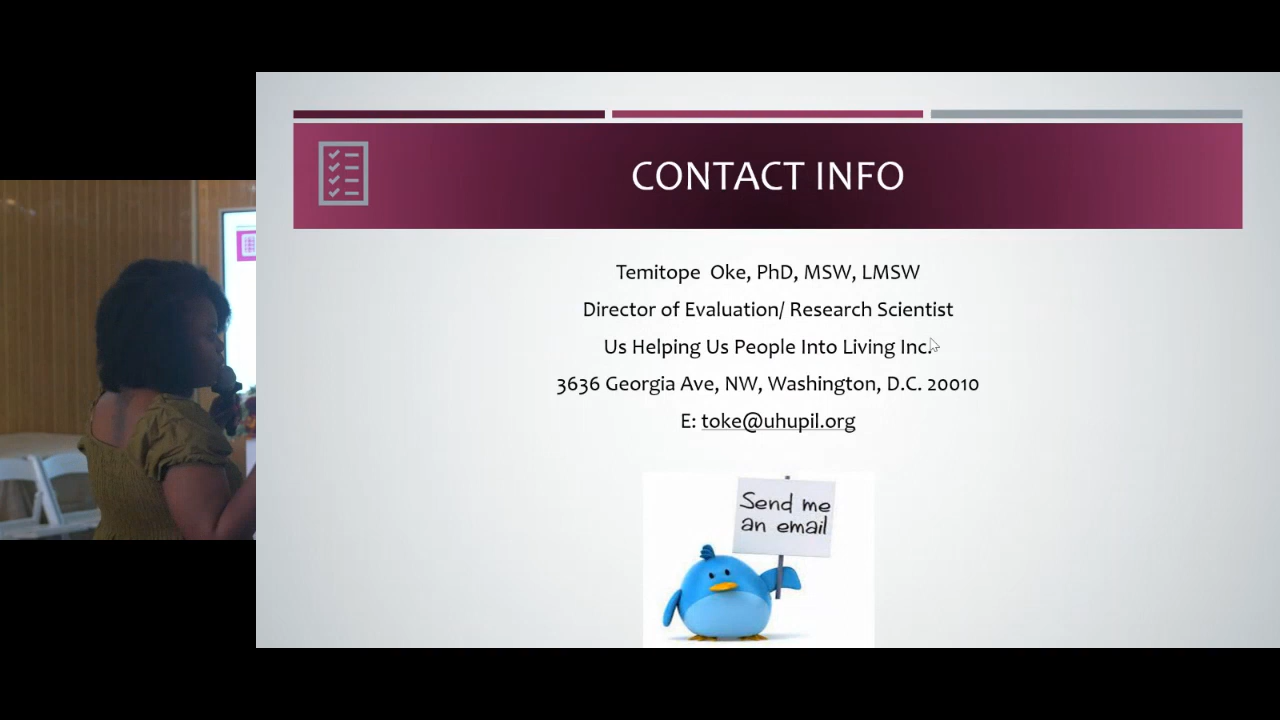 CONTACT INFO
Temitope Oke, PhD, MSW, LMSW
Director of Evaluation/ Research Scientist
Us Helping Us People Into Living Inc.
3636 Georgia Ave, NW, Washington, D.C. 20010
E: toke@uhupil.org
Send me
an email